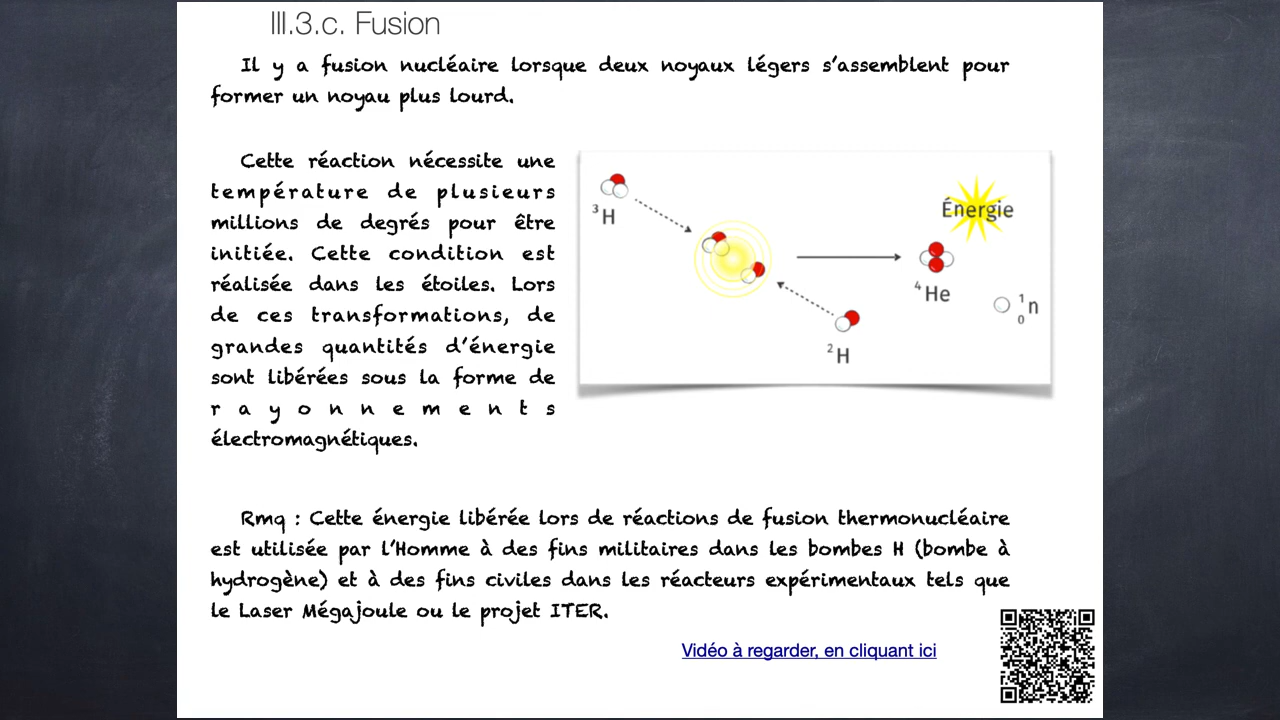 III.3.c. Fusion
Il y a fusion nucléaire lorsque deux noyaux légers s'assemblent pour
former un noyau plus lourd.
Cette réaction nécessite une
température de plusieurs
millions de degrés pour être
initiée. Cette condition est
réalisée dans les étoiles. Lors
de ces transformations, de
grandes quantités d'énergie
sont libérées sous la forme de
rayonnements
électromagnétiques.
³H
Énergie
⁴He
¹₀n
²H
Rmq : Cette énergie libérée lors de réactions de fusion thermonucléaire
est utilisée par l'Homme à des fins militaires dans les bombes H (bombe à
hydrogène) et à des fins civiles dans les réacteurs expérimentaux tels que
le Laser Mégajoule ou le projet ITER.
Vidéo à regarder, en cliquant ici